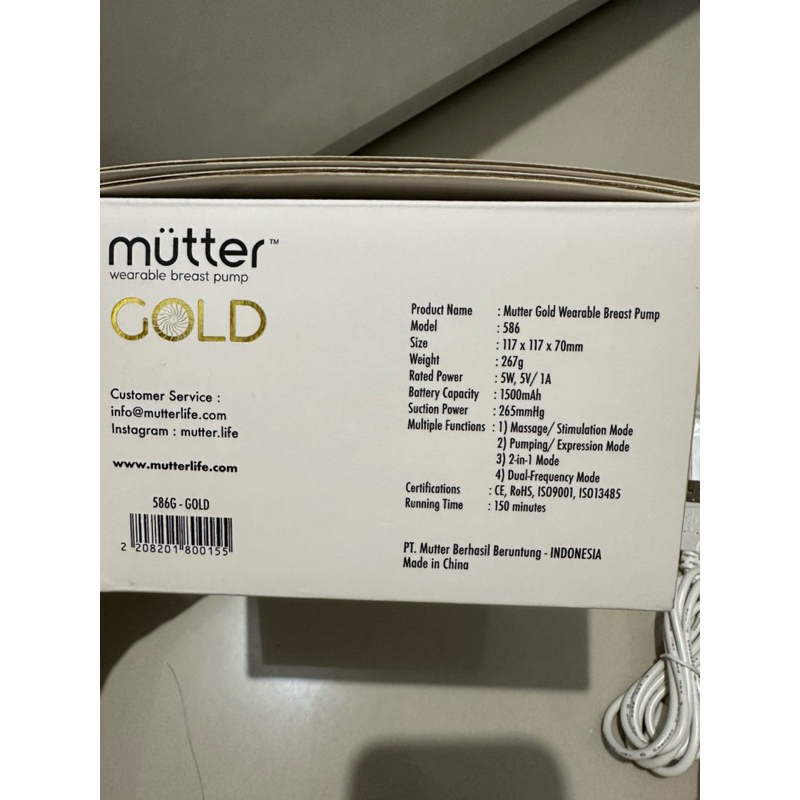 mütter™
wearable breast pump
GOLD
Customer Service :
info@mutterlife.com
Instagram : mutter.life
www.mutterlife.com
586G - GOLD
2 208201 800155
Product Name : Mutter Gold Wearable Breast Pump
Model : 586
Size : 117 x 117 x 70mm
Weight : 267g
Rated Power : 5W, 5V/ 1A
Battery Capacity : 1500mAh
Suction Power : 265mmHg
Multiple Functions : 1) Massage/ Stimulation Mode
2) Pumping/ Expression Mode
3) 2-in-1 Mode
4) Dual-Frequency Mode
Certifications : CE, RoHS, ISO9001, ISO13485
Running Time : 150 minutes
PT. Mutter Berhasil Beruntung - INDONESIA
Made in China